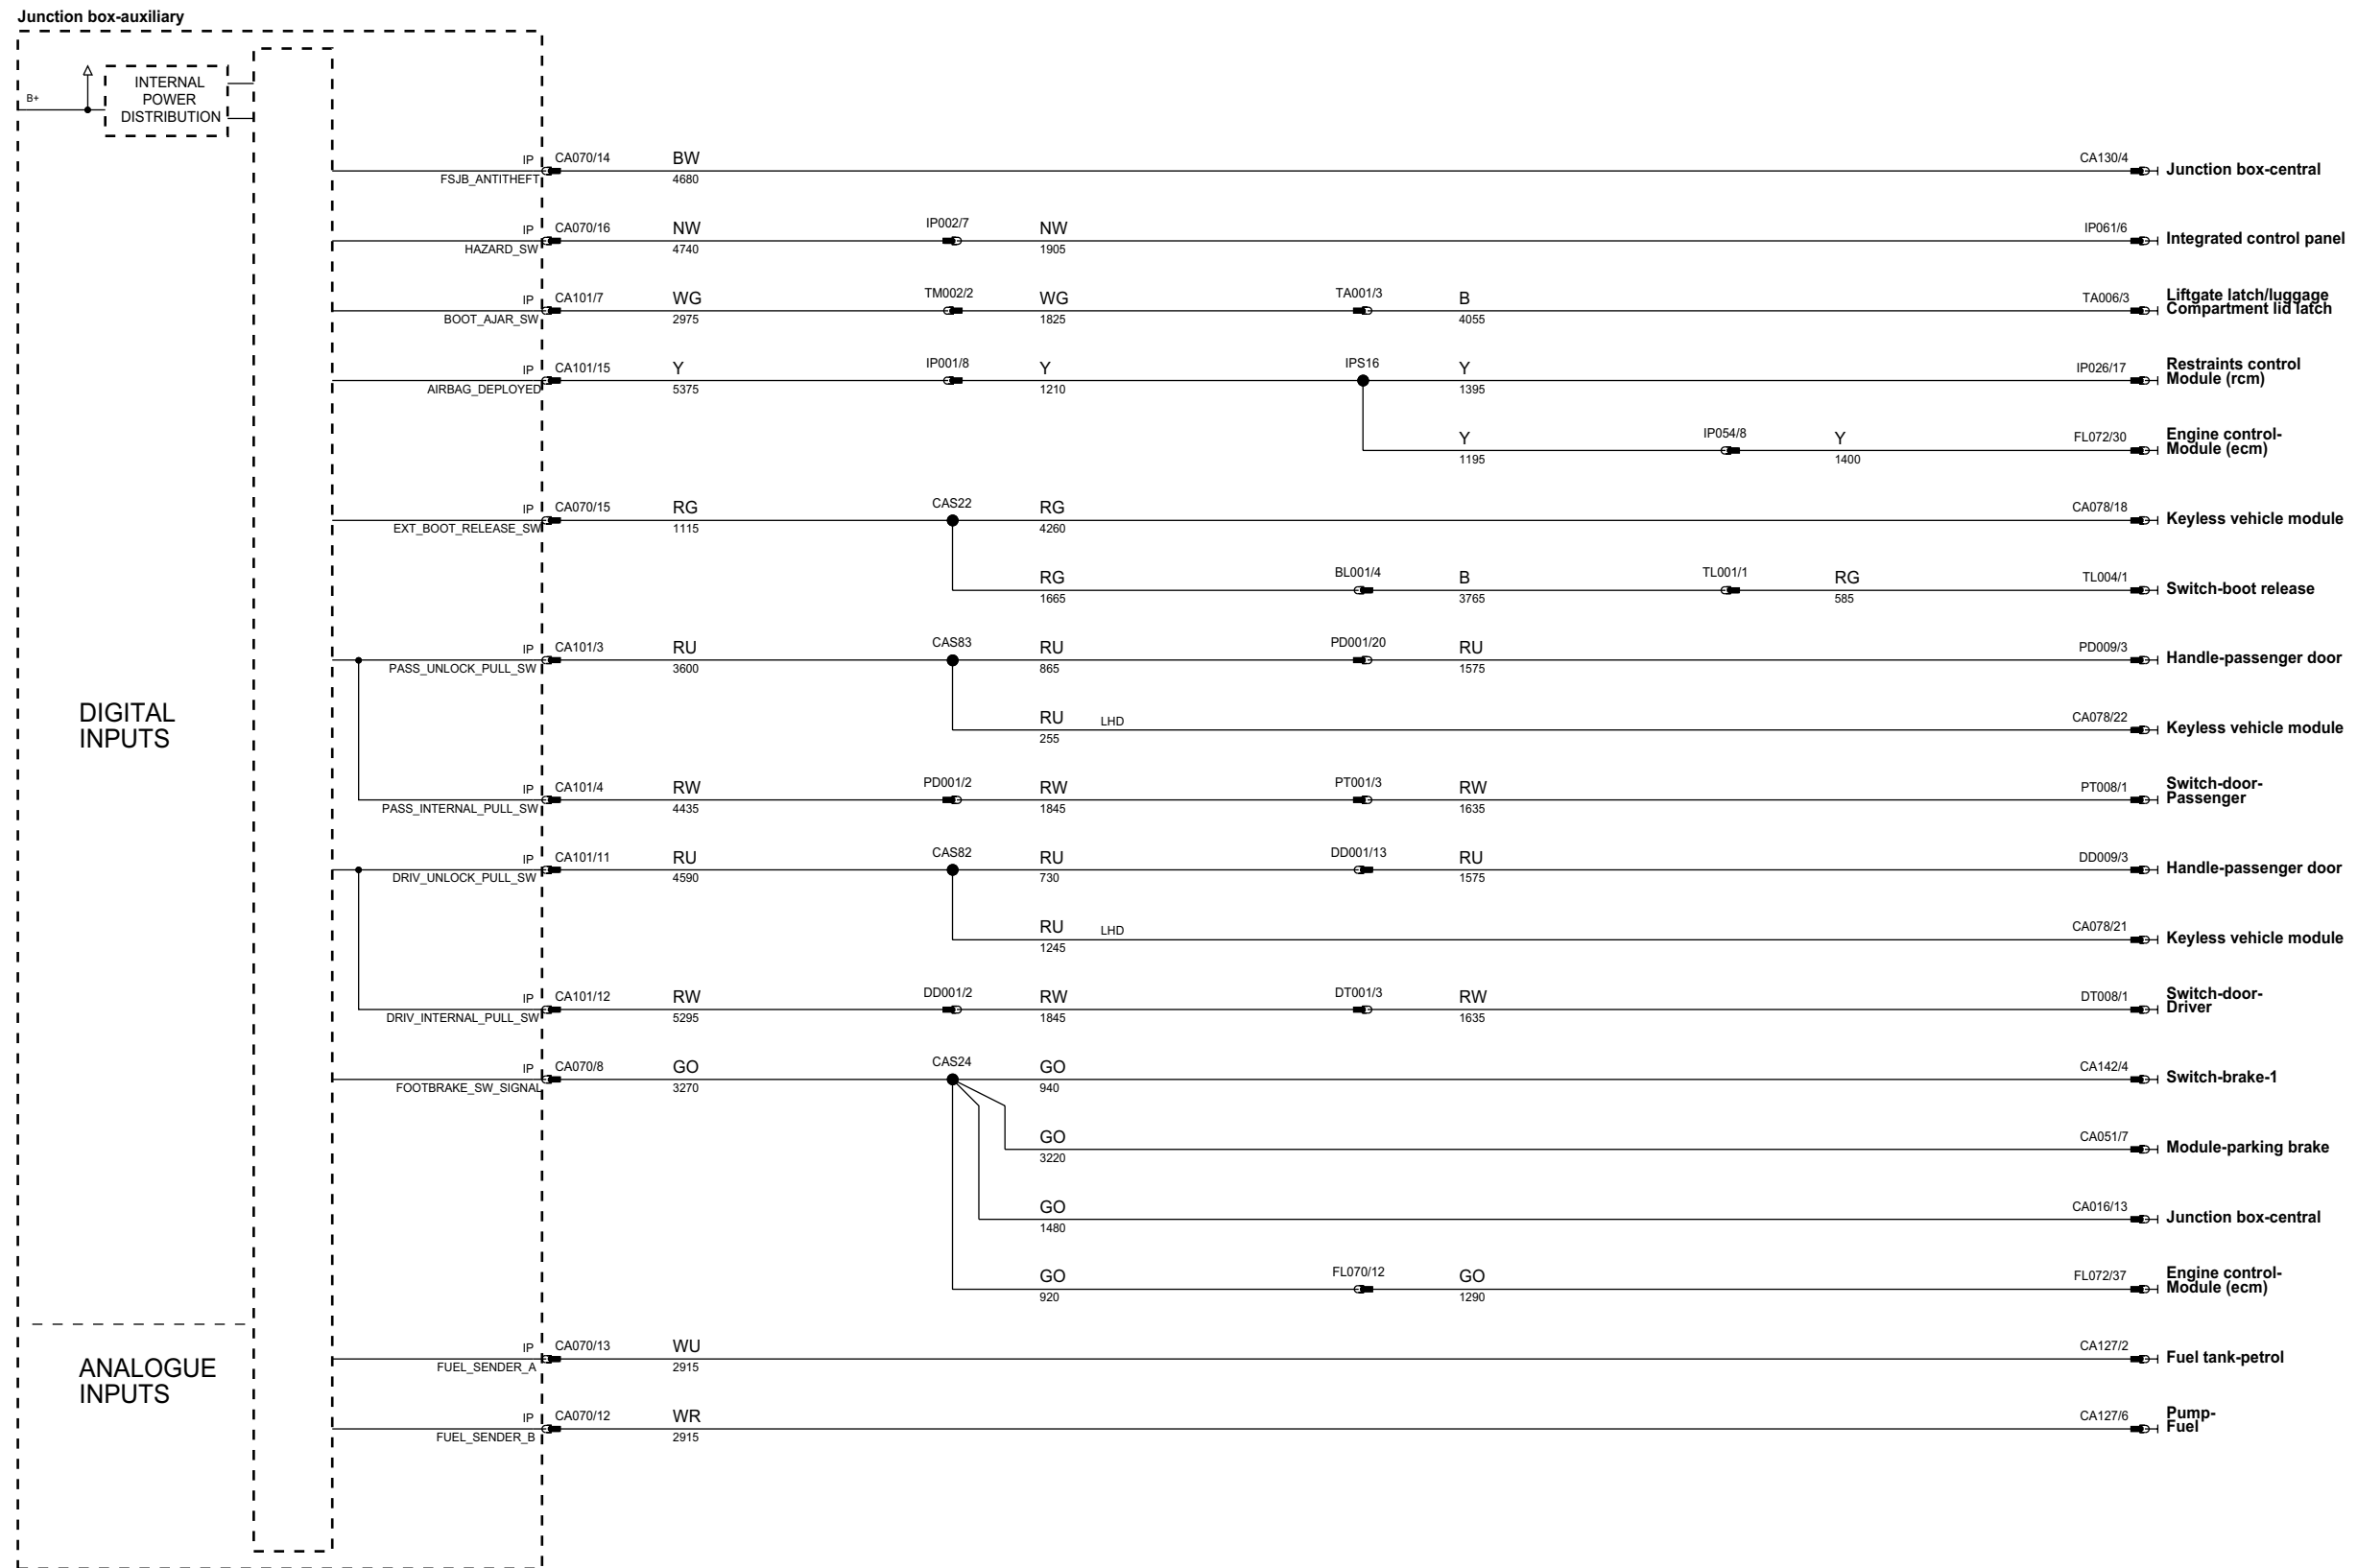 Junction box-auxiliary
INTERNAL
POWER
DISTRIBUTION
B+
IP CA070/14 BW CA130/4
FSJB_ANTITHEFT 4680 Junction box-central
IP CA070/16 NW IP002/7 NW IP061/6
HAZARD_SW 4740 1905 Integrated control panel
IP CA101/7 WG TM002/2 WG TA001/3 B TA006/3 Liftgate latch/luggage
BOOT_AJAR_SW 2975 1825 4055 Compartment lid latch
IP CA101/15 Y IP001/8 Y IPS16 Y IP026/17 Restraints control
AIRBAG_DEPLOYED 5375 1210 1395 Module (rcm)
Y IP054/8 Y FL072/30 Engine control-
1195 1400 Module (ecm)
IP CA070/15 RG CAS22 RG CA078/18
EXT_BOOT_RELEASE_SW 1115 4260 Keyless vehicle module
RG BL001/4 B TL001/1 RG TL004/1
1665 3765 585 Switch-boot release
IP CA101/3 RU CAS83 RU PD001/20 RU PD009/3
PASS_UNLOCK_PULL_SW 3600 865 1575 Handle-passenger door
DIGITAL
INPUTS
RU LHD CA078/22
255 Keyless vehicle module
IP CA101/4 RW PD001/2 RW PT001/3 RW PT008/1 Switch-door-
PASS_INTERNAL_PULL_SW 4435 1845 1635 Passenger
IP CA101/11 RU CAS82 RU DD001/13 RU DD009/3
DRIV_UNLOCK_PULL_SW 4590 730 1575 Handle-passenger door
RU LHD CA078/21
1245 Keyless vehicle module
IP CA101/12 RW DD001/2 RW DT001/3 RW DT008/1 Switch-door-
DRIV_INTERNAL_PULL_SW 5295 1845 1635 Driver
IP CA070/8 GO CAS24 GO CA142/4
FOOTBRAKE_SW_SIGNAL 3270 940 Switch-brake-1
GO CA051/7
3220 Module-parking brake
GO CA016/13
1480 Junction box-central
GO FL070/12 GO FL072/37 Engine control-
920 1290 Module (ecm)
ANALOGUE
INPUTS
IP CA070/13 WU CA127/2
FUEL_SENDER_A 2915 Fuel tank-petrol
IP CA070/12 WR CA127/6 Pump-
FUEL_SENDER_B 2915 Fuel